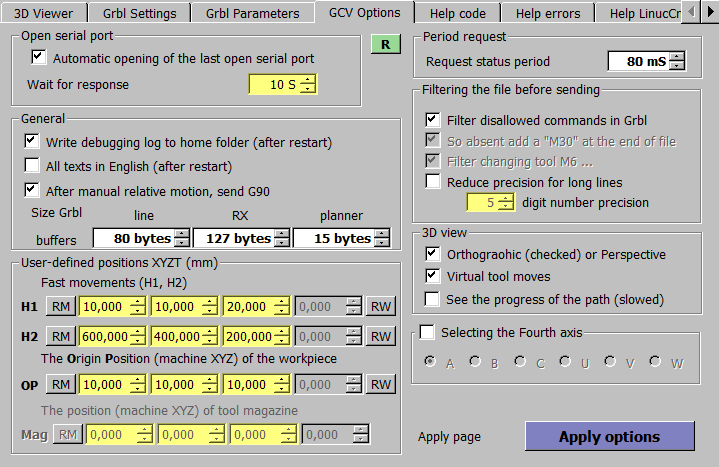 3D Viewer Grbl Settings Grbl Parameters GCV Options Help code Help errors Help LinucCr
Open serial port
Automatic opening of the last open serial port
R
Wait for response 10 S
General
Write debugging log to home folder (after restart)
All texts in English (after restart)
After manual relative motion, send G90
Size Grbl line RX planner
buffers 80 bytes 127 bytes 15 bytes
User-defined positions XYZT (mm)
Fast movements (H1, H2)
H1 RM 10,000 10,000 20,000 0,000 RW
H2 RM 600,000 400,000 200,000 0,000 RW
The Origin Position (machine XYZ) of the workpiece
OP RM 10,000 10,000 10,000 0,000 RW
The position (machine XYZ) of tool magazine
Mag RM 0,000 0,000 0,000 0,000
Period request
Request status period 80 mS
Filtering the file before sending
Filter disallowed commands in Grbl
So absent add a "M30" at the end of file
Filter changing tool M6 ...
Reduce precision for long lines
5 digit number precision
3D view
Orthograohic (checked) or Perspective
Virtual tool moves
See the progress of the path (slowed)
Selecting the Fourth axis
A B C U V W
Apply page Apply options